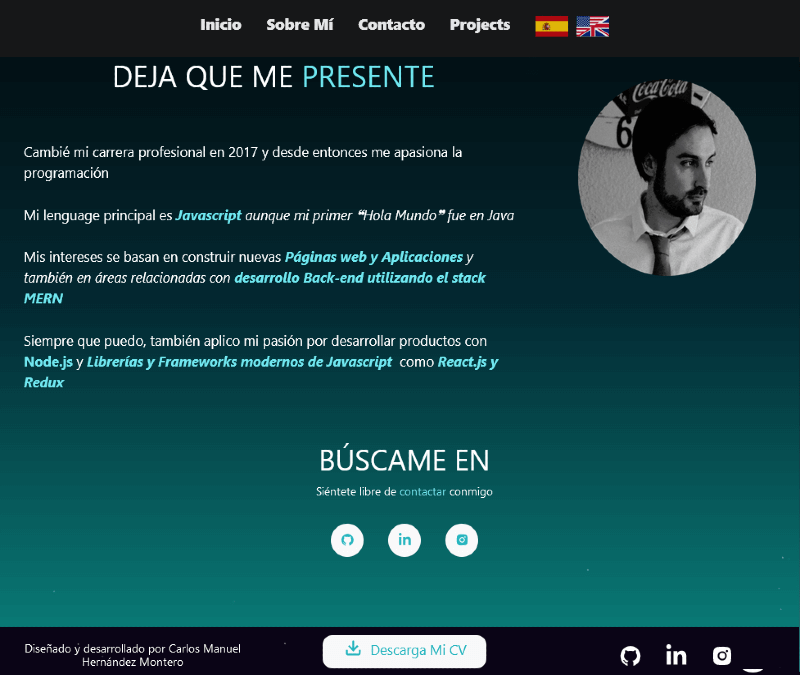 Inicio Sobre Mí Contacto Projects
DEJA QUE ME PRESENTE
Coca-Cola
6
Cambié mi carrera profesional en 2017 y desde entonces me apasiona la
programación
Mi lenguage principal es Javascript aunque mi primer ❝Hola Mundo❞ fue en Java
Mis intereses se basan en construir nuevas Páginas web y Aplicaciones y
también en áreas relacionadas con desarrollo Back-end utilizando el stack
MERN
Siempre que puedo, también aplico mi pasión por desarrollar productos con
Node.js y Librerías y Frameworks modernos de Javascript como React.js y
Redux
BÚSCAME EN
Siéntete libre de contactar conmigo
in
Diseñado y desarrollado por Carlos Manuel
Hernández Montero
Descarga Mi CV
in